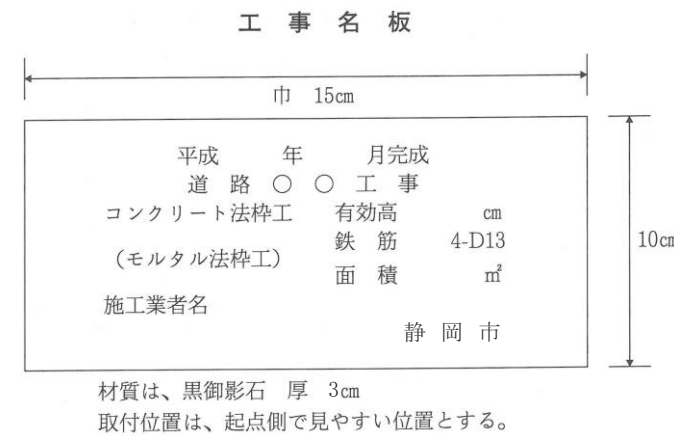 工事名板
巾 15㎝
平成 年 月完成
道路○○工事
コンクリート法枠工 有効高 ㎝
鉄筋 4-D13
(モルタル法枠工)
面積 ㎡
施工業者名
静岡市
10㎝
材質は、黒御影石 厚 3㎝
取付位置は、起点側で見やすい位置とする。